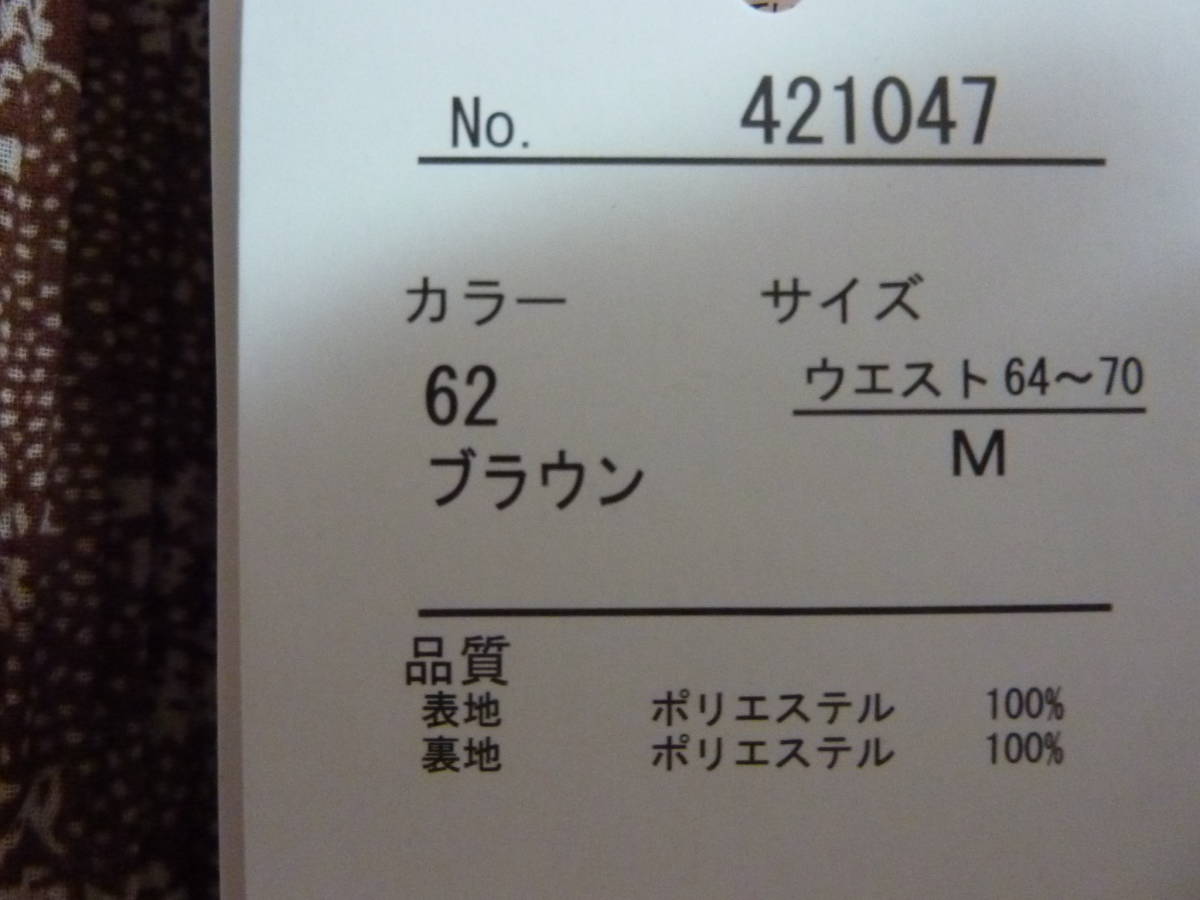 No. 421047
カラー サイズ
62 ウエスト64～70
ブラウン M
品質
表地 ポリエステル 100%
裏地 ポリエステル 100%